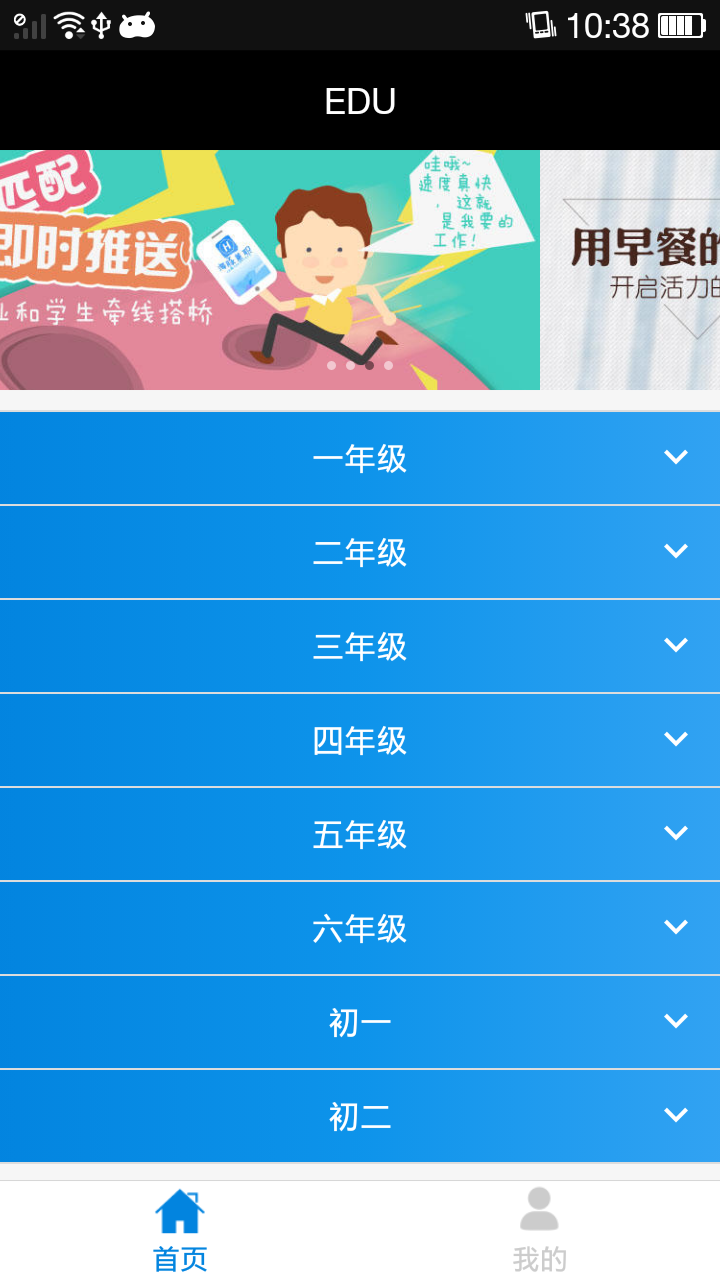 10:38
EDU
匹配
即时推送
业和学生牵线搭桥
哇哦~
速度真快
，这就
是我要的
工作！
用早餐的
开启活力的
一年级
二年级
三年级
四年级
五年级
六年级
初一
初二
首页
我的